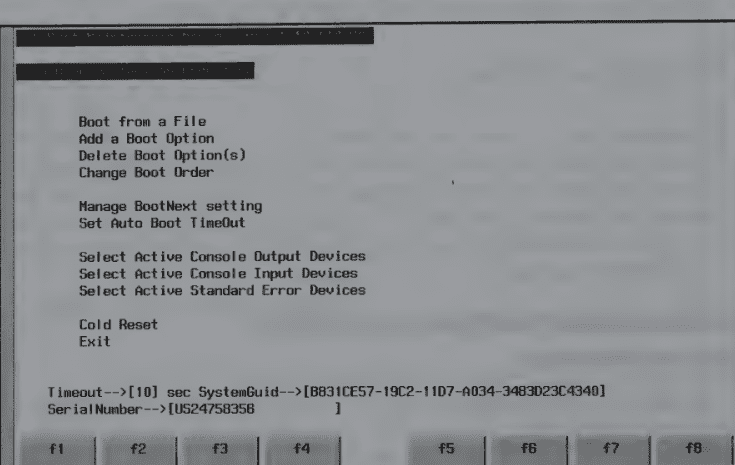 Boot from a File
Add a Boot Option
Delete Boot Option(s)
Change Boot Order
Manage BootNext setting
Set Auto Boot TimeOut
Select Active Console Output Devices
Select Active Console Input Devices
Select Active Standard Error Devices
Cold Reset
Exit
Timeout-->[10] sec SystemGuid-->[B831CE57-19C2-11D7-A034-3483D23C4340]
SerialNumber-->[US24758356 ]
f1 f2 f3 f4 f5 f6 f7 f8